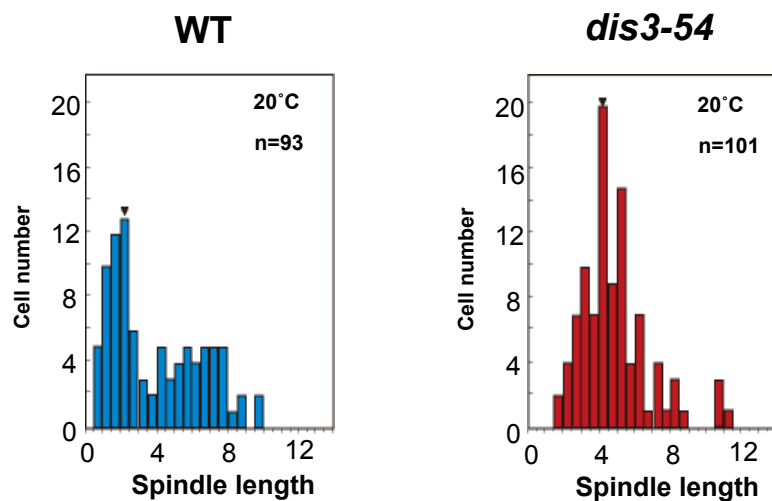 WT
20
20˚C
n=93
16
12
8
4
0
Cell number
0 4 8 12
Spindle length
dis3-54
20
20˚C
n=101
16
12
8
4
0
Cell number
0 4 8 12
Spindle length